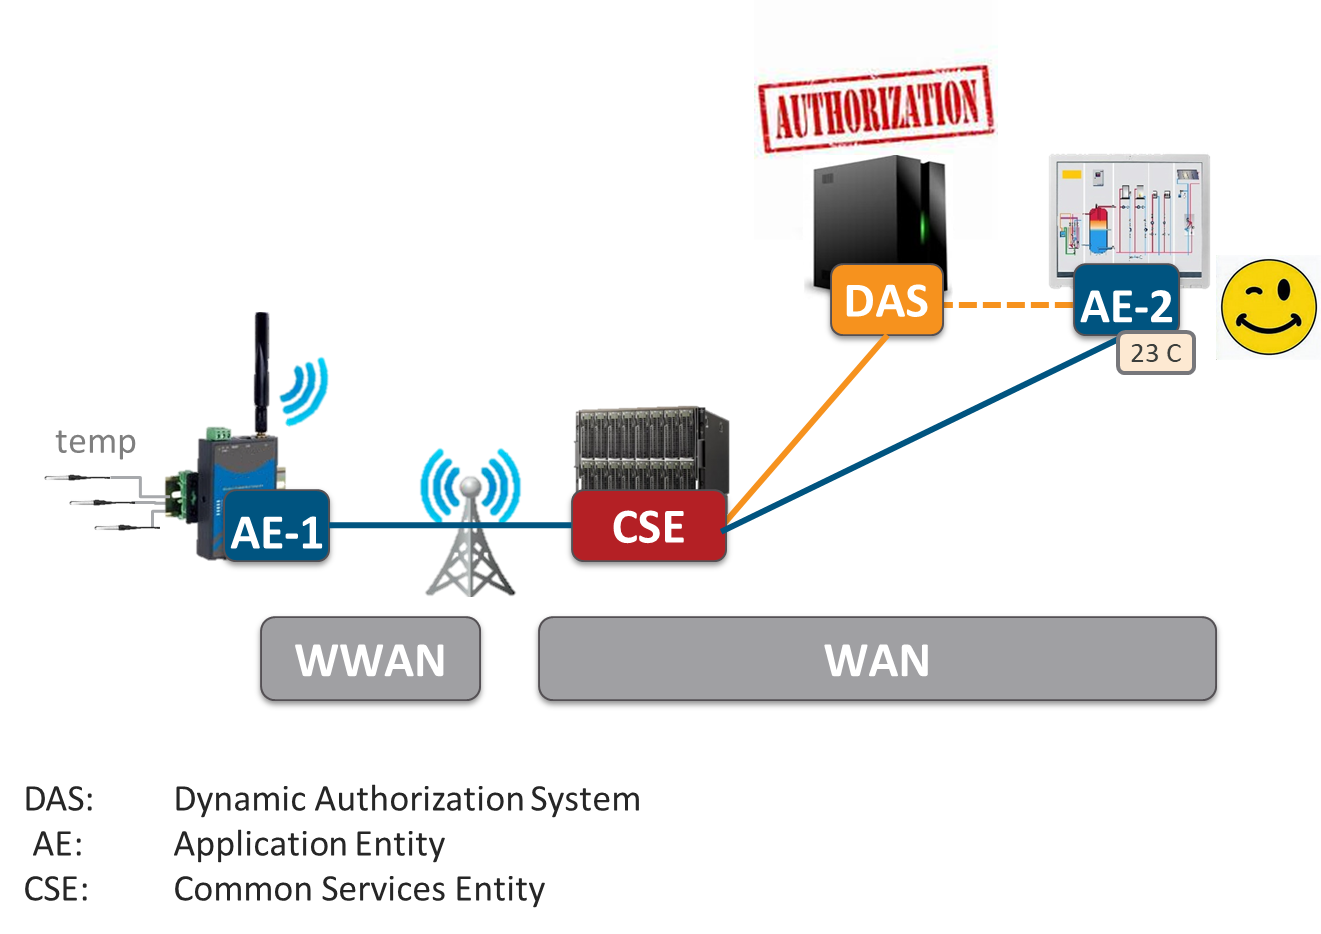 AUTHORIZATION
DAS
AE-2
23 C
temp
AE-1
CSE
WWAN
WAN
DAS: Dynamic Authorization System
AE: Application Entity
CSE: Common Services Entity